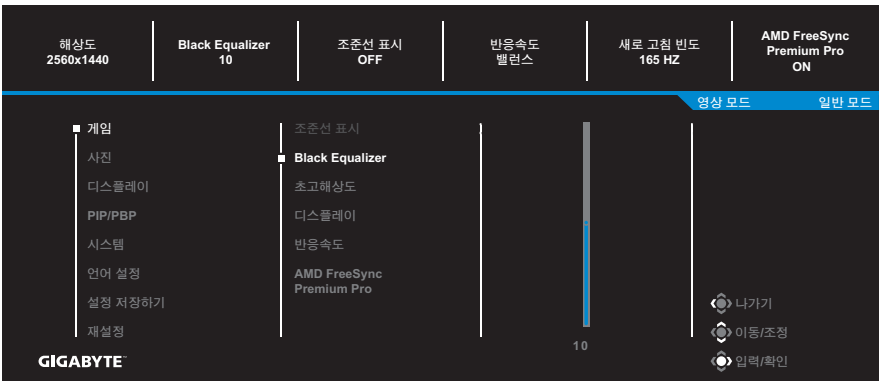 해상도
2560x1440
Black Equalizer
10
조준선 표시
OFF
반응속도
밸런스
새로 고침 빈도
165 HZ
AMD FreeSync
Premium Pro
ON
영상 모드
일반 모드
게임
사진
디스플레이
PIP/PBP
시스템
언어 설정
설정 저장하기
재설정
조준선 표시
Black Equalizer
초고해상도
디스플레이
반응속도
AMD FreeSync
Premium Pro
10
나가기
이동/조정
입력/확인
GIGABYTE™